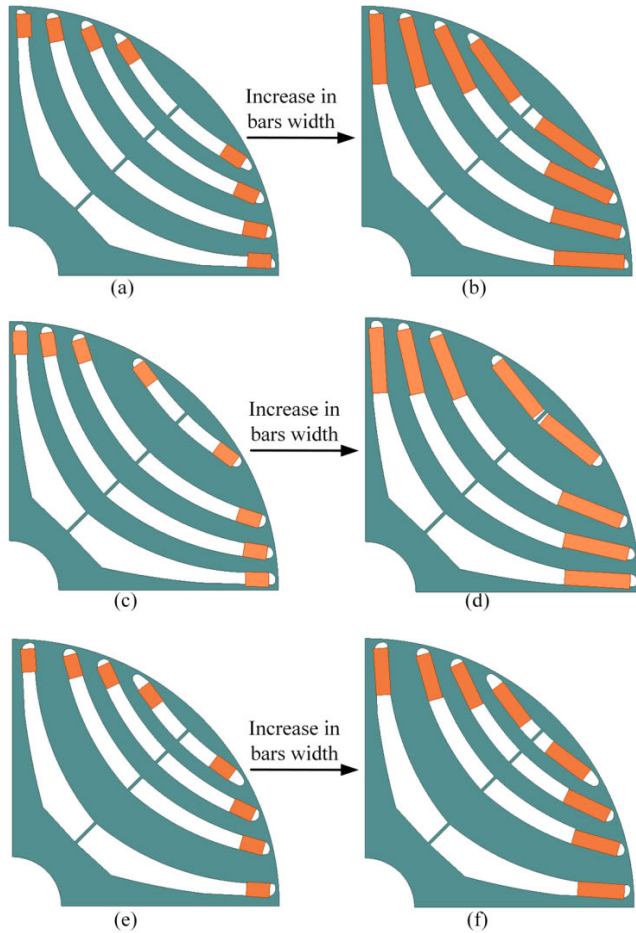 Increase in
bars width
(a)
(b)
Increase in
bars width
(c)
(d)
Increase in
bars width
(e)
(f)